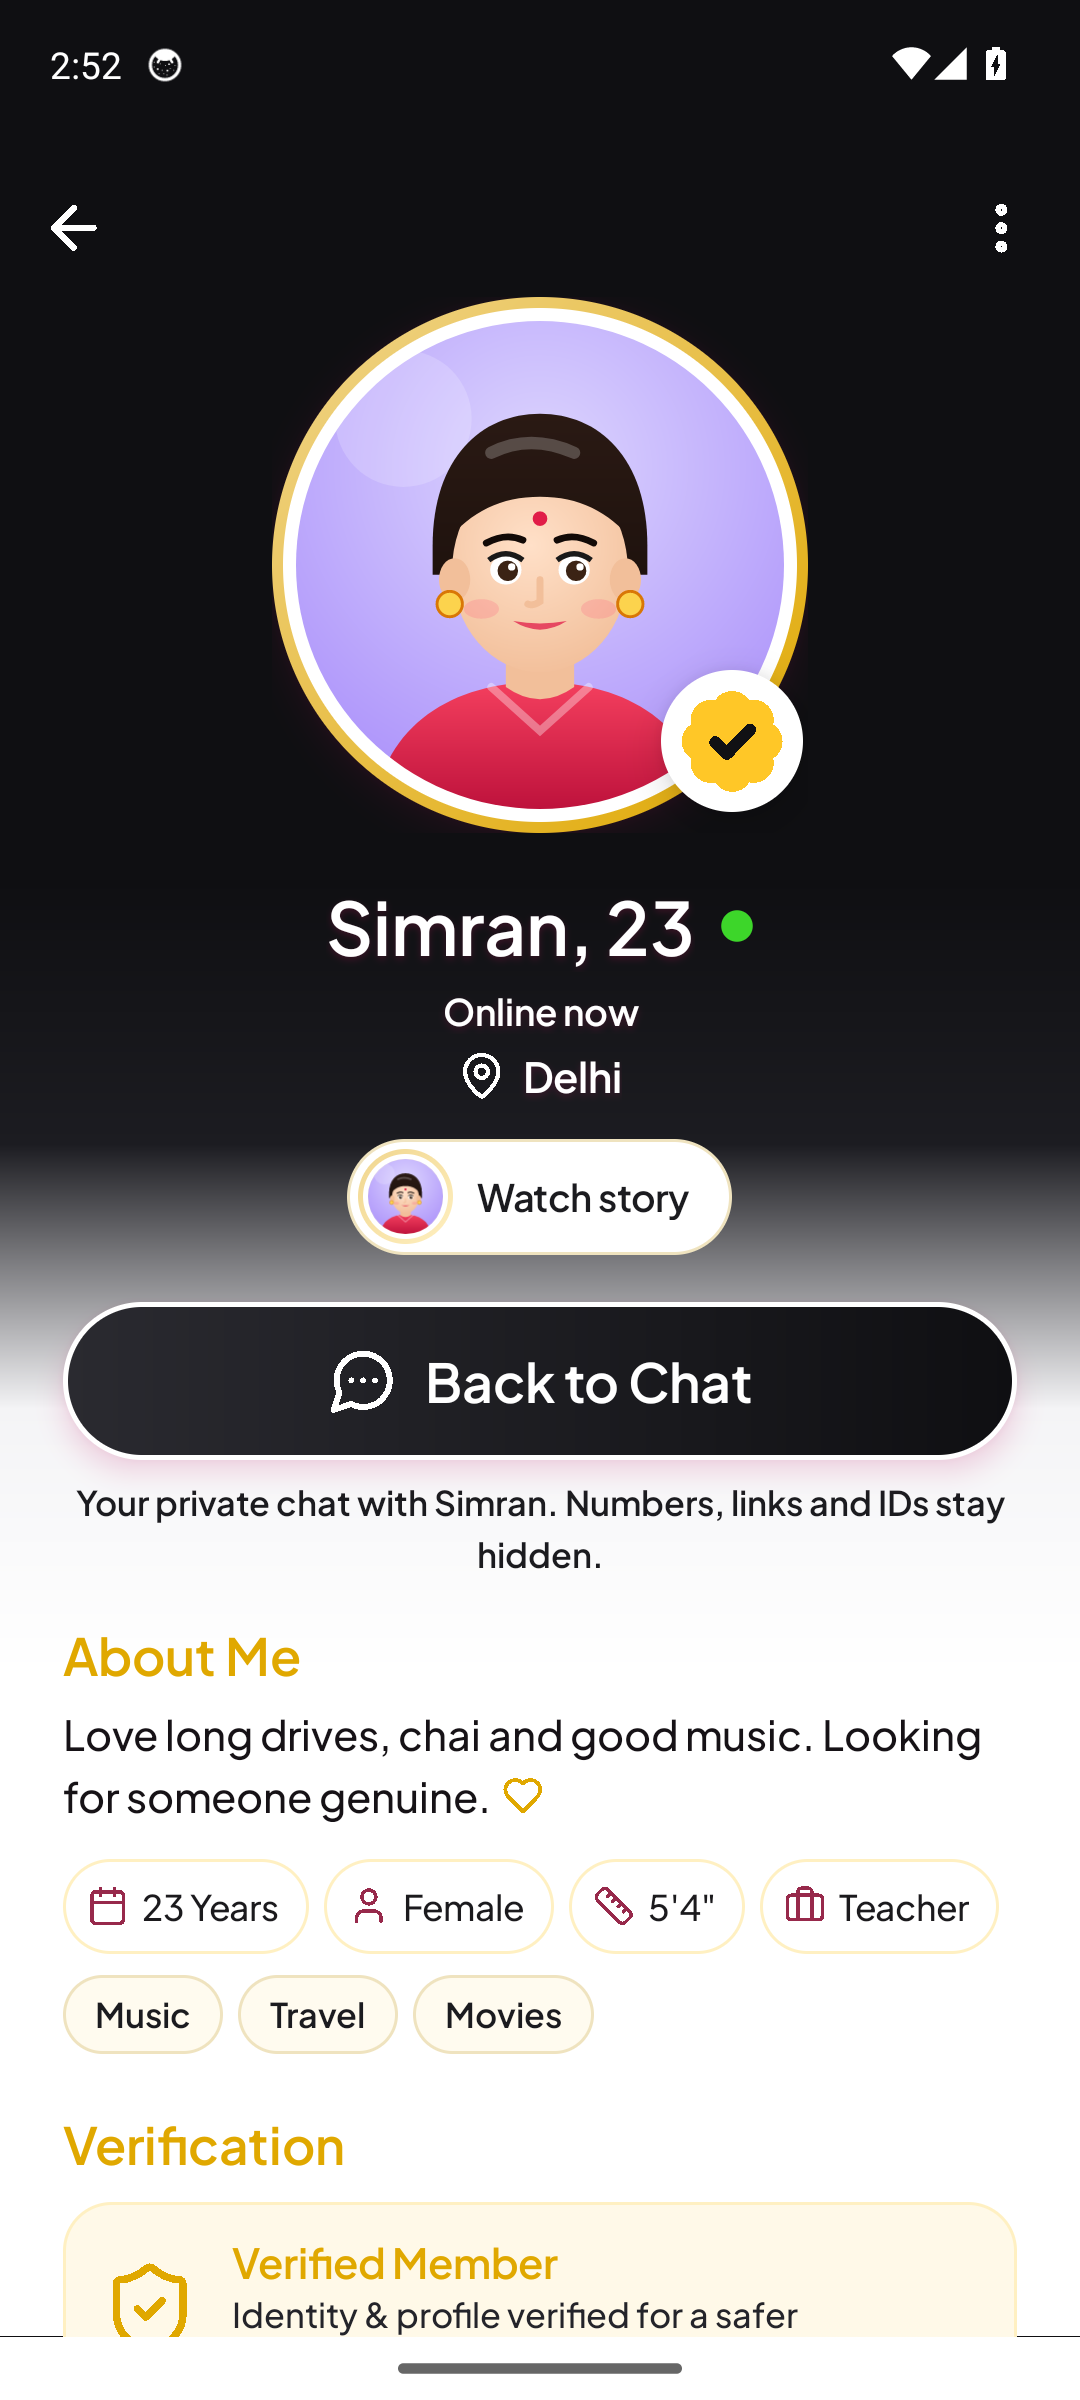 2:52
Simran, 23
Online now
Delhi
Watch story
Back to Chat
Your private chat with Simran. Numbers, links and IDs stay
hidden.
About Me
Love long drives, chai and good music. Looking
for someone genuine.
23 Years
Female
5'4"
Teacher
Music
Travel
Movies
Verification
Verified Member
Identity & profile verified for a safer